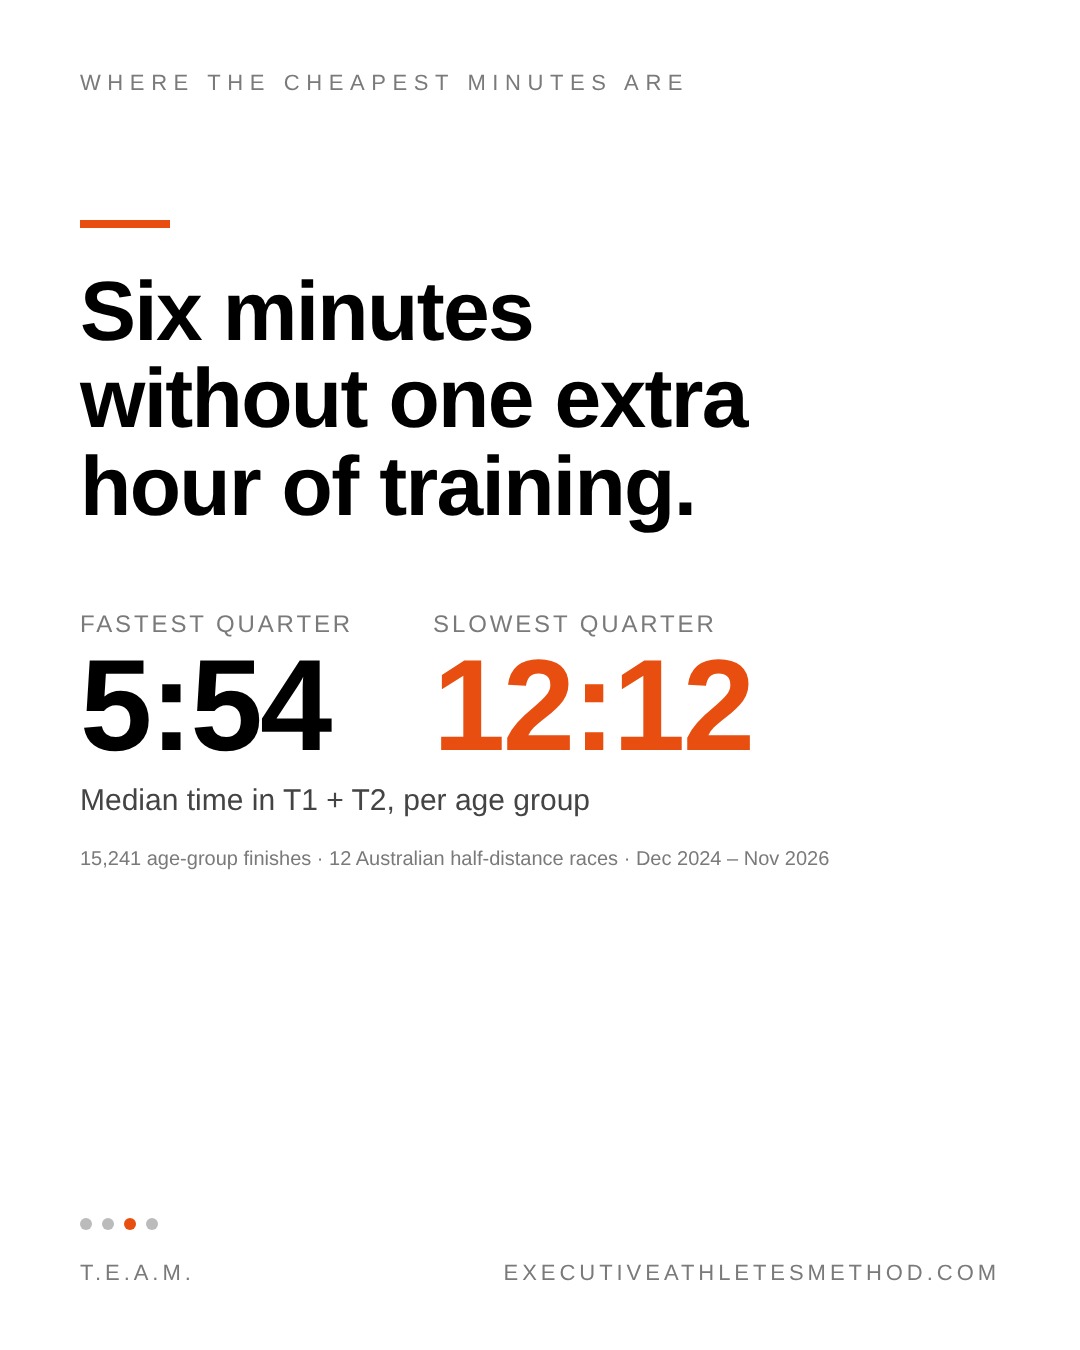 WHERE THE CHEAPEST MINUTES ARE
Six minutes
without one extra
hour of training.
FASTEST QUARTER SLOWEST QUARTER
5:54 12:12
Median time in T1 + T2, per age group
15,241 age-group finishes · 12 Australian half-distance races · Dec 2024 – Nov 2026
T.E.A.M. EXECUTIVEATHLETESMETHOD.COM